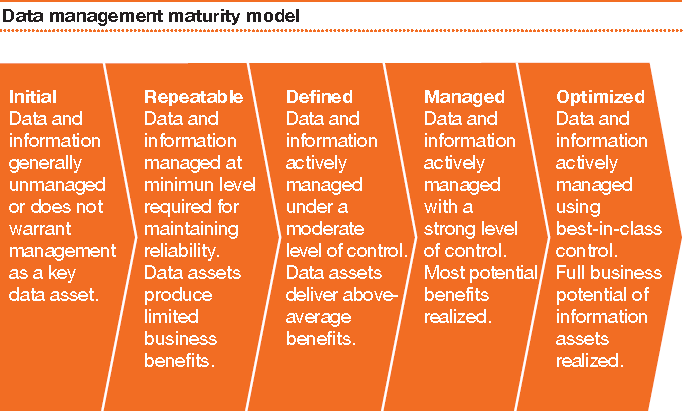 Data management maturity model
Initial
Data and
information
generally
unmanaged
or does not
warrant
management
as a key
data asset.
Repeatable
Data and
information
managed at
minimun level
required for
maintaining
reliability.
Data assets
produce
limited
business
benefits.
Defined
Data and
information
actively
managed
under a
moderate
level of control.
Data assets
deliver above-
average
benefits.
Managed
Data and
information
actively
managed
with a
strong level
of control.
Most potential
benefits
realized.
Optimized
Data and
information
actively
managed
using
best-in-class
control.
Full business
potential of
information
assets
realized.